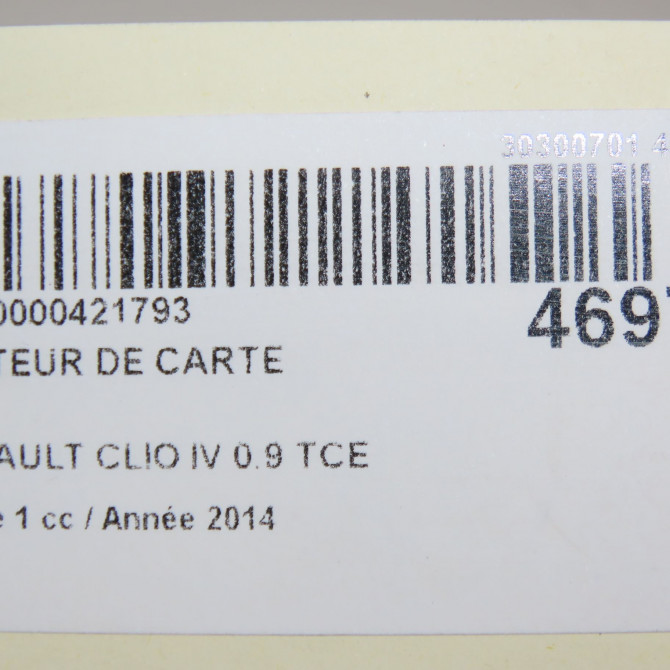 30300701 4
0000421793
469
TEUR DE CARTE
AULT CLIO IV 0.9 TCE
e 1 cc / Année 2014